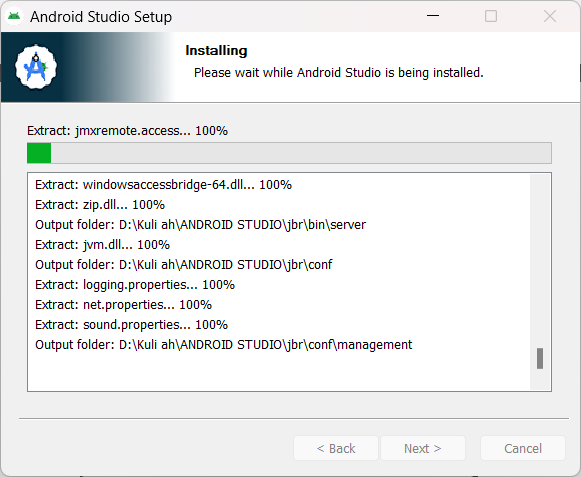 Android Studio Setup
Installing
Please wait while Android Studio is being installed.
Extract: jmxremote.access... 100%
Extract: windowsaccessbridge-64.dll... 100%
Extract: zip.dll... 100%
Output folder: D:\Kuli ah\ANDROID STUDIO\jbr\bin\server
Extract: jvm.dll... 100%
Output folder: D:\Kuli ah\ANDROID STUDIO\jbr\conf
Extract: logging.properties... 100%
Extract: net.properties... 100%
Extract: sound.properties... 100%
Output folder: D:\Kuli ah\ANDROID STUDIO\jbr\conf\management
< Back
Next >
Cancel